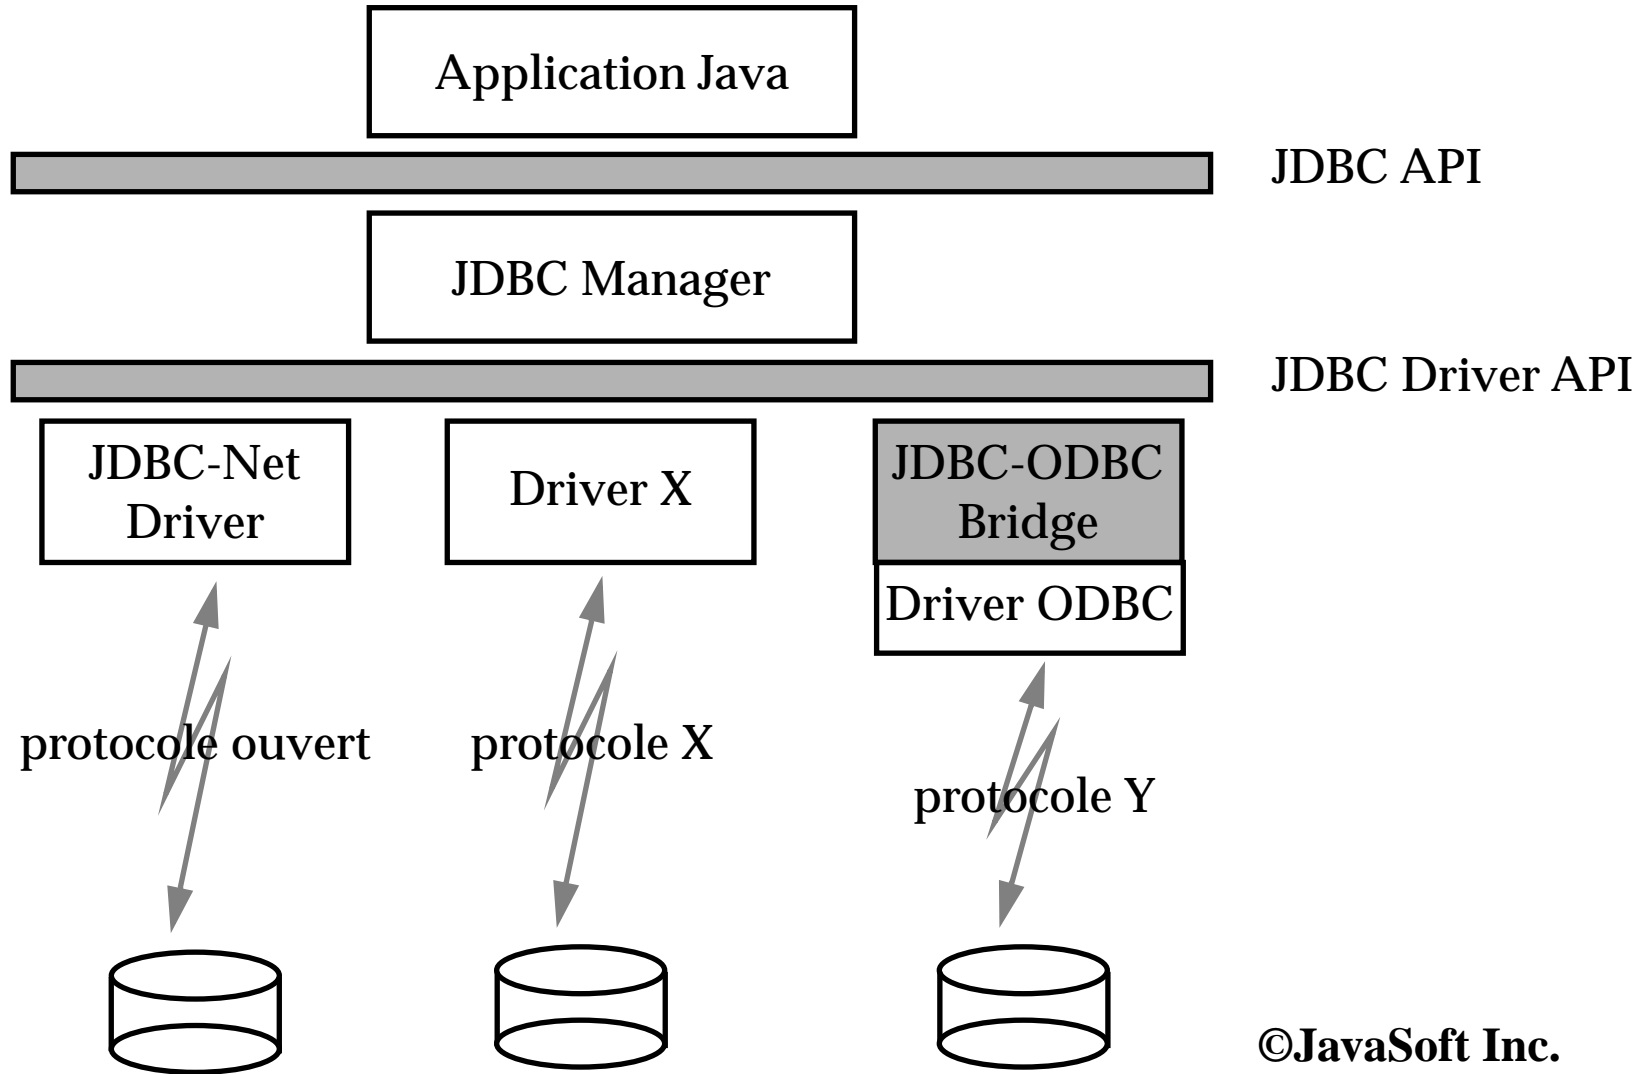 Application Java
JDBC API
JDBC Manager
JDBC Driver API
JDBC-Net
Driver
Driver X
JDBC-ODBC
Bridge
Driver ODBC
protocole ouvert
protocole X
protocole Y
©JavaSoft Inc.